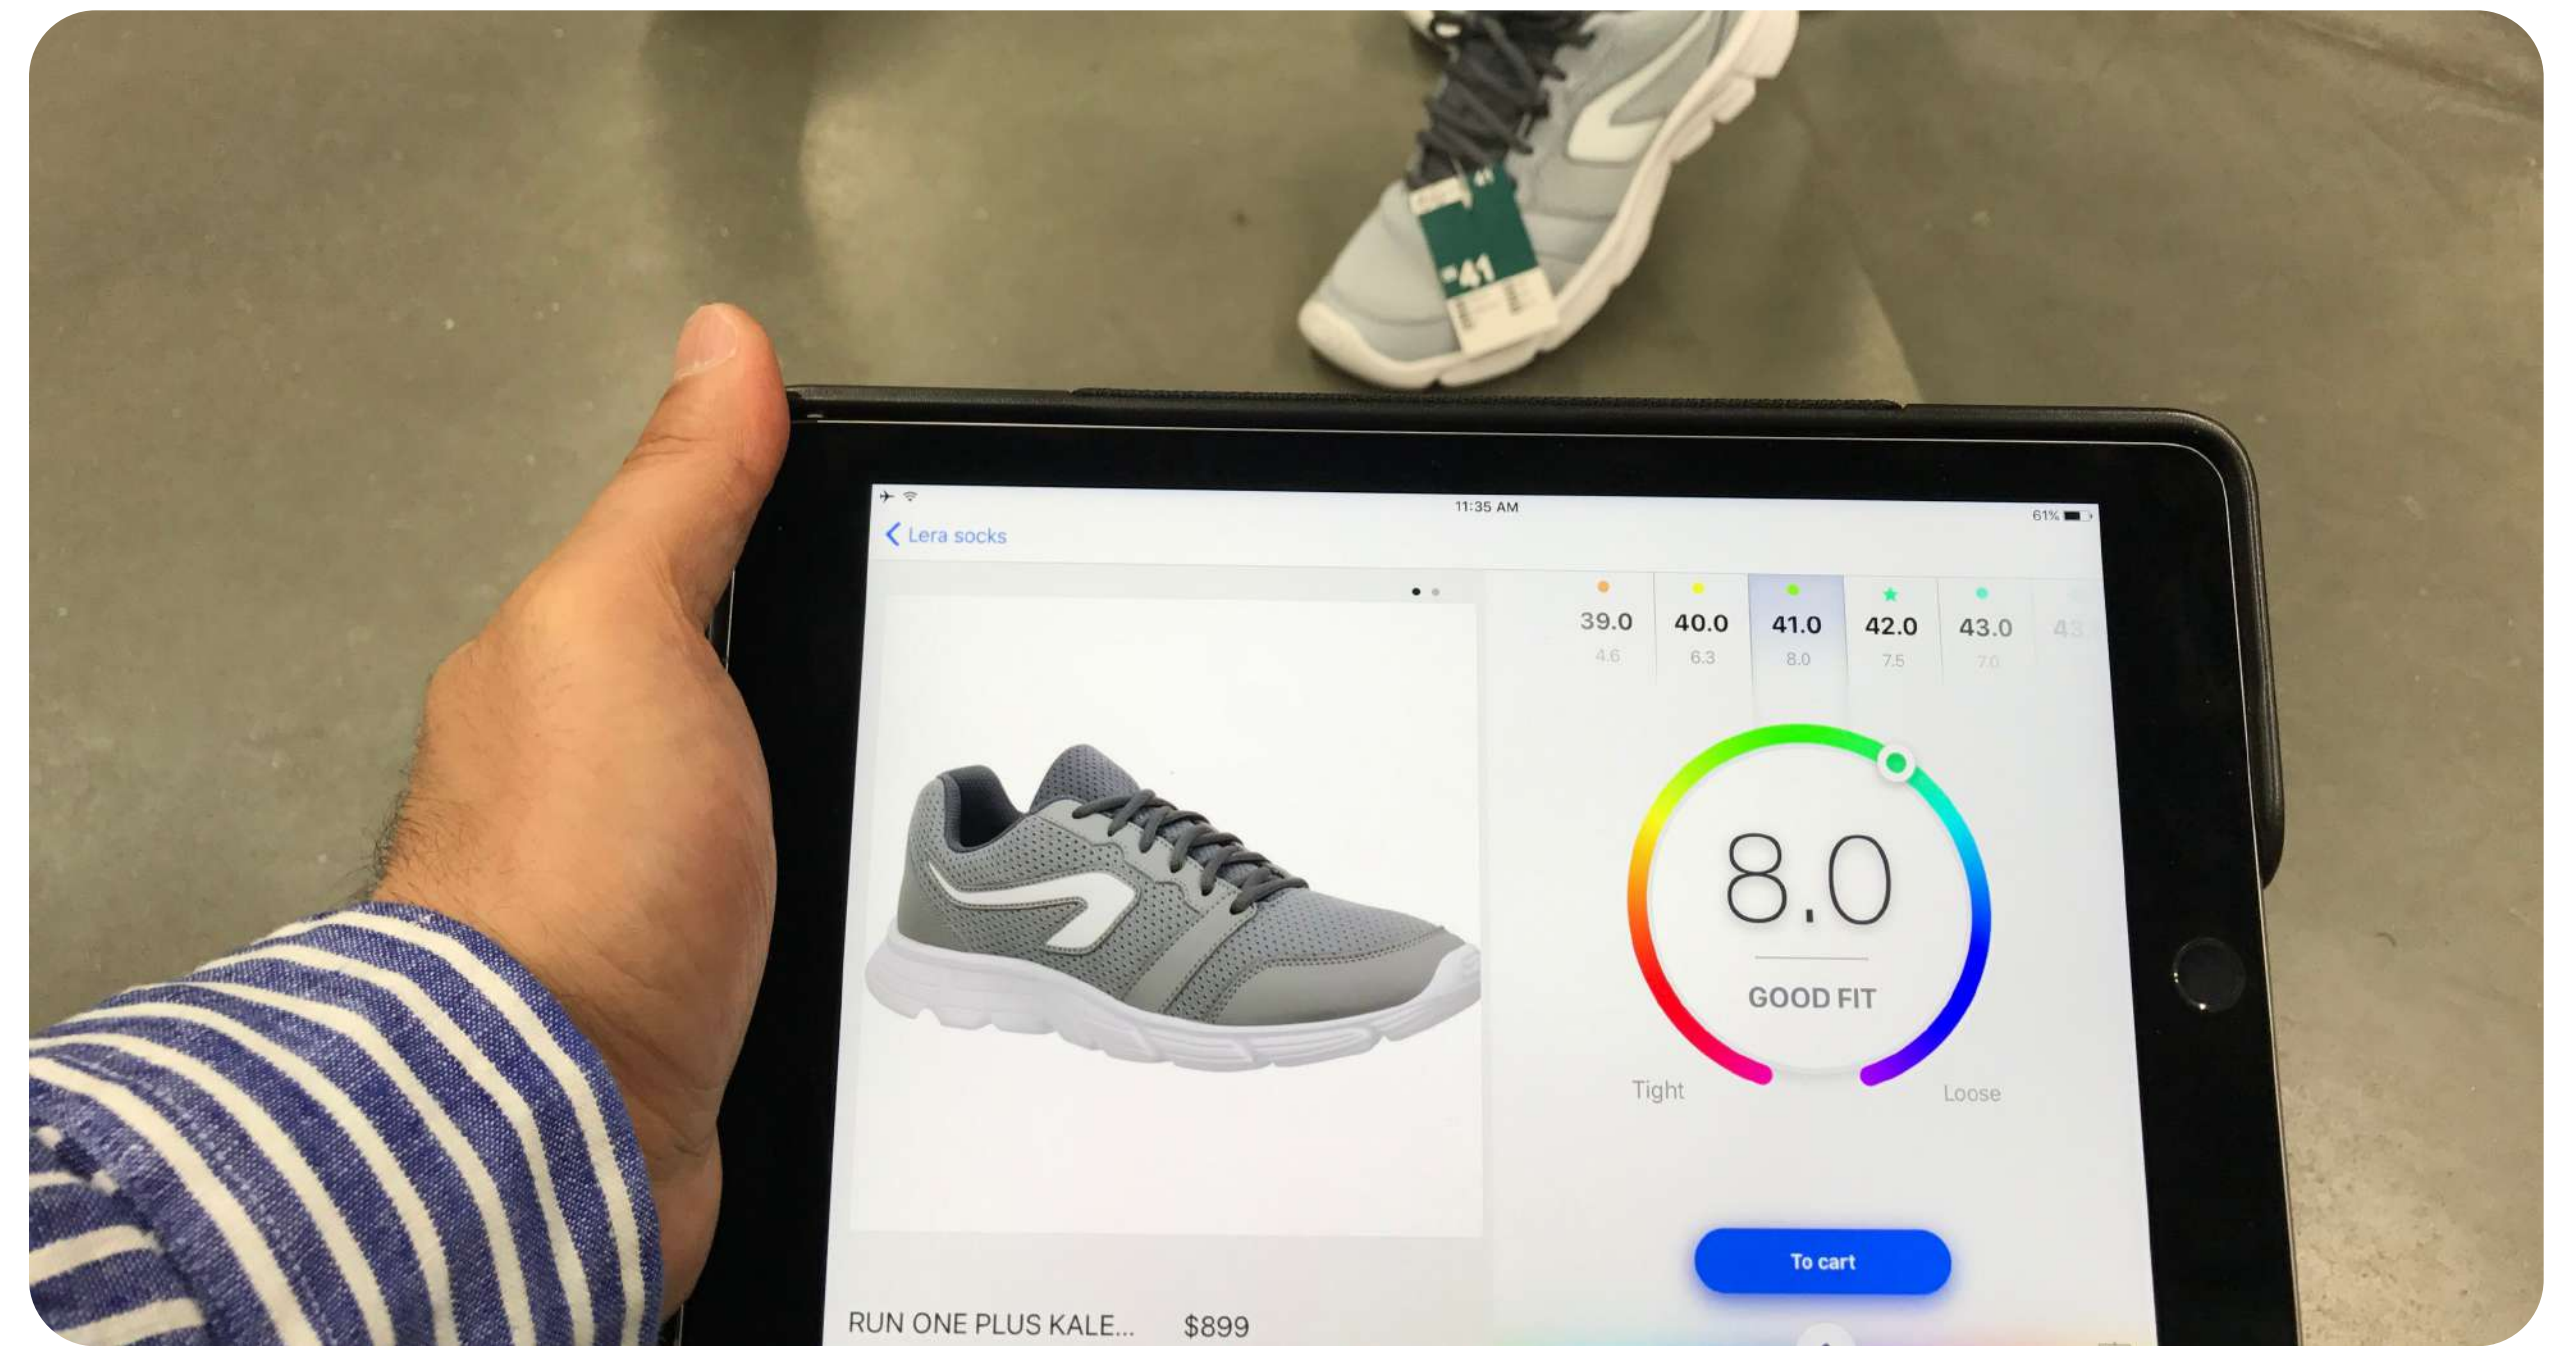 41
41
11:35 AM
61%
Lera socks
39.0 40.0 41.0 42.0 43.0
4.6 6.3 8.0 7.5 7.0
8.0
GOOD FIT
Tight Loose
To cart
RUN ONE PLUS KALE... $899